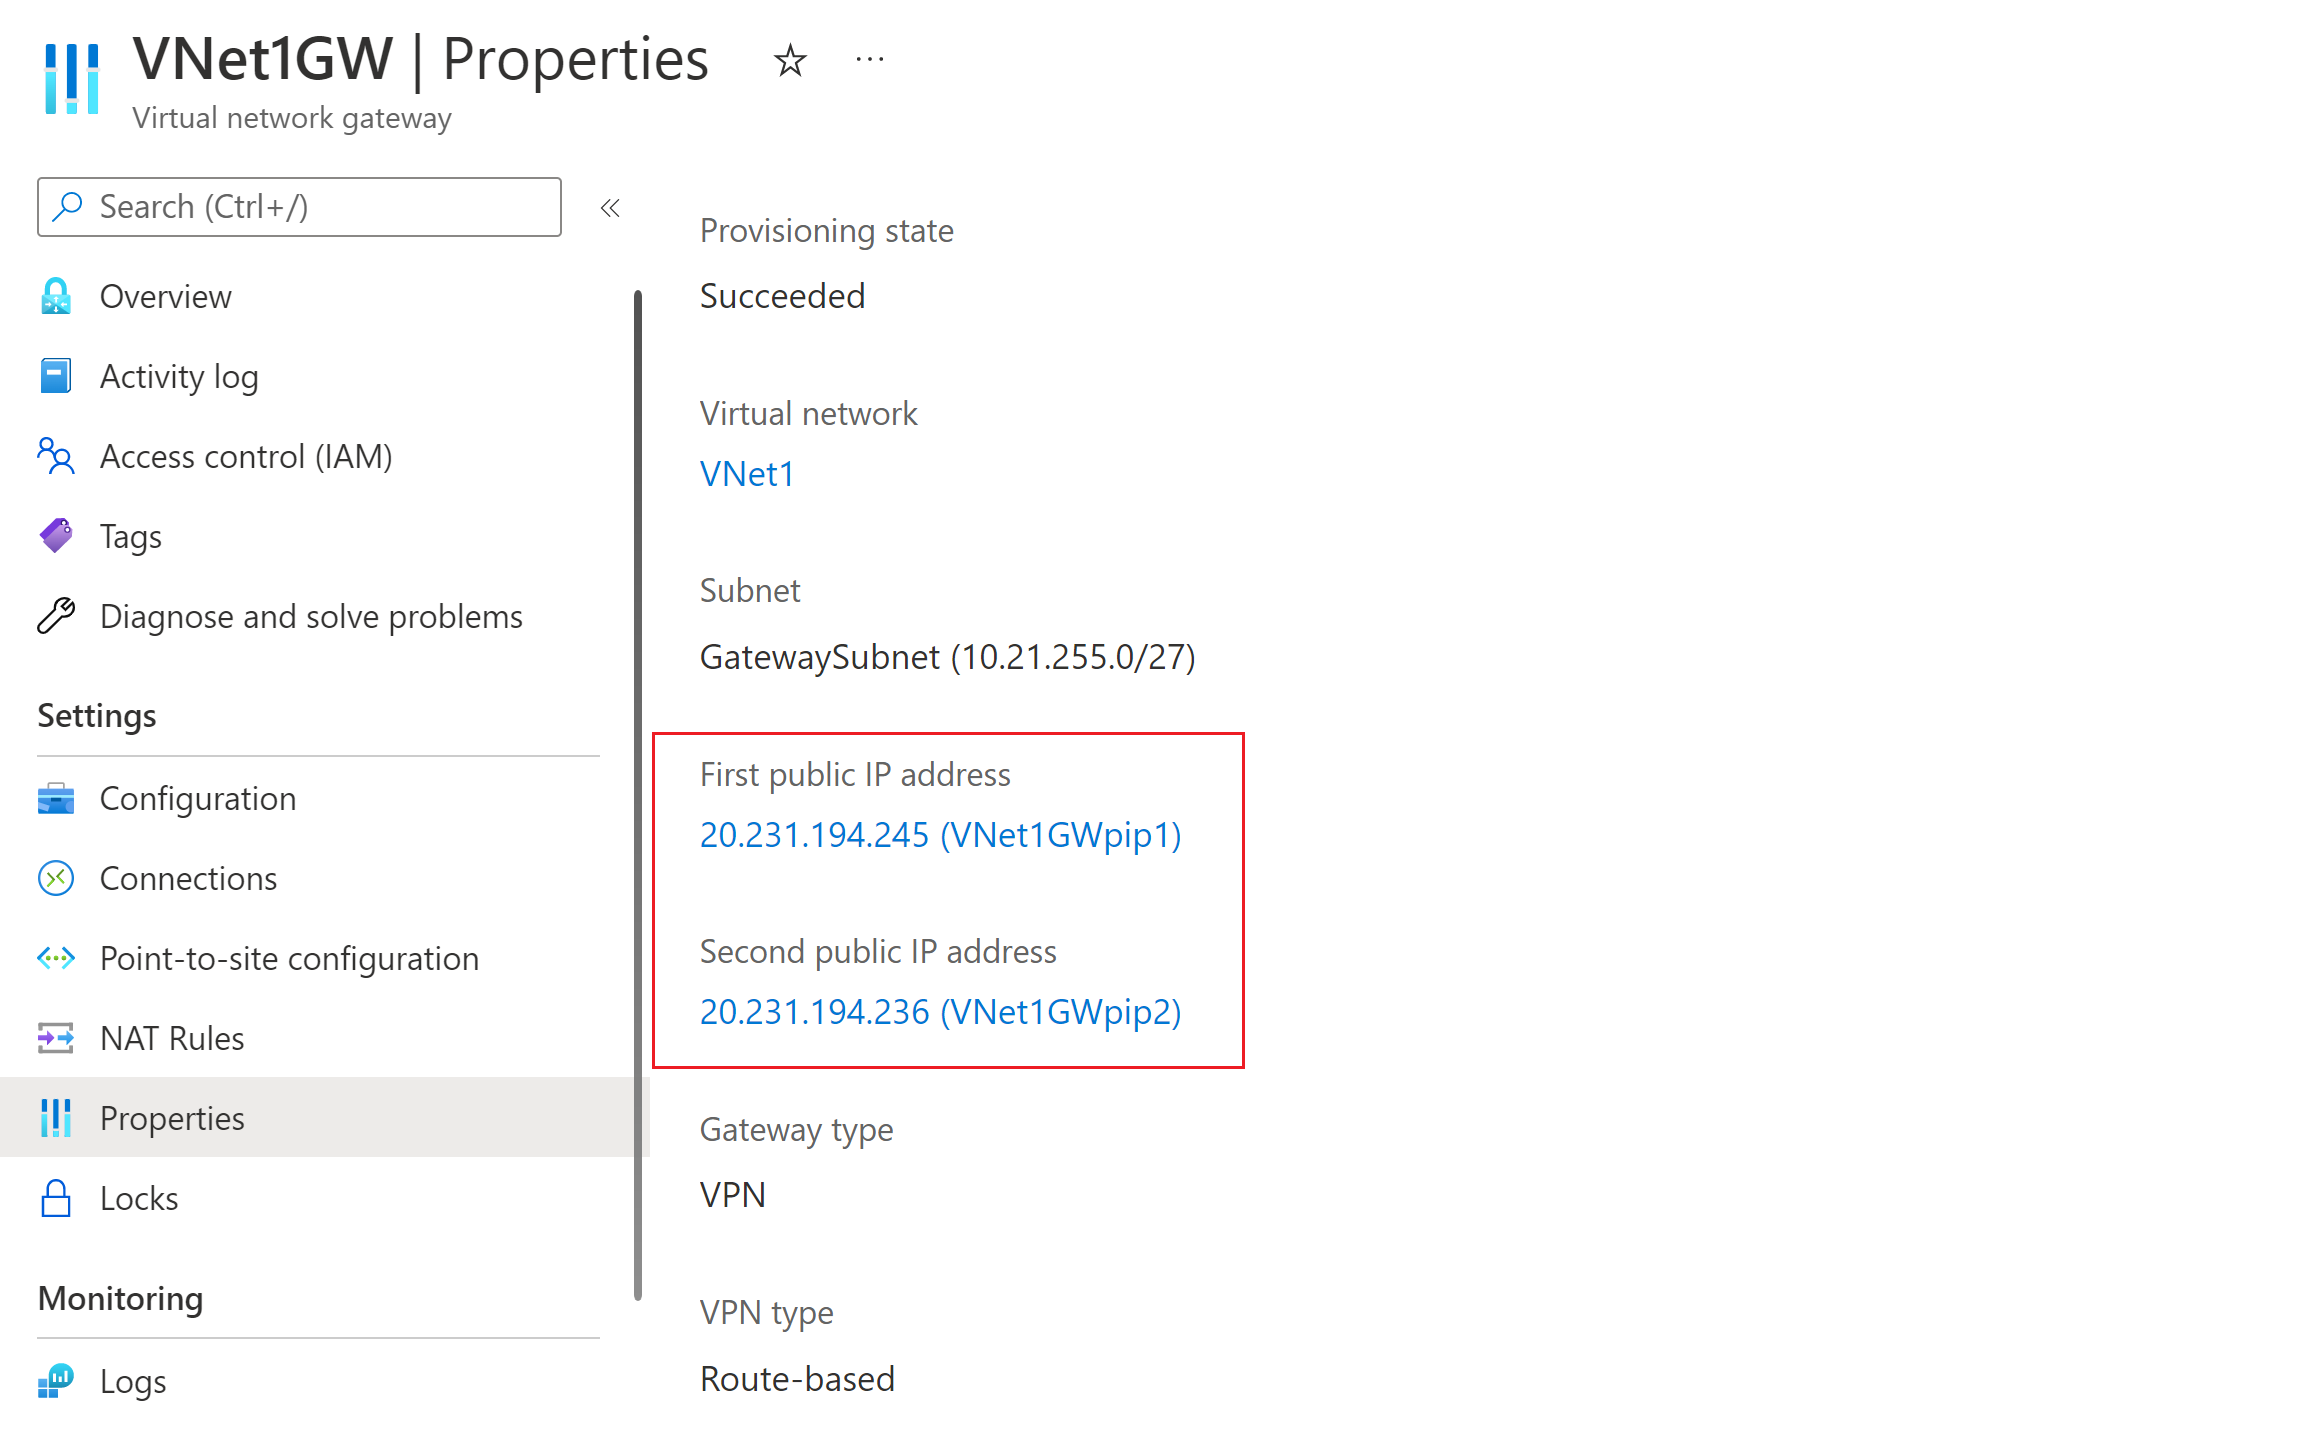 VNet1GW | Properties
Virtual network gateway
Search (Ctrl+/)
Overview
Activity log
Access control (IAM)
Tags
Diagnose and solve problems
Settings
Configuration
Connections
Point-to-site configuration
NAT Rules
Properties
Locks
Monitoring
Logs
Provisioning state
Succeeded
Virtual network
VNet1
Subnet
GatewaySubnet (10.21.255.0/27)
First public IP address
20.231.194.245 (VNet1GWpip1)
Second public IP address
20.231.194.236 (VNet1GWpip2)
Gateway type
VPN
VPN type
Route-based